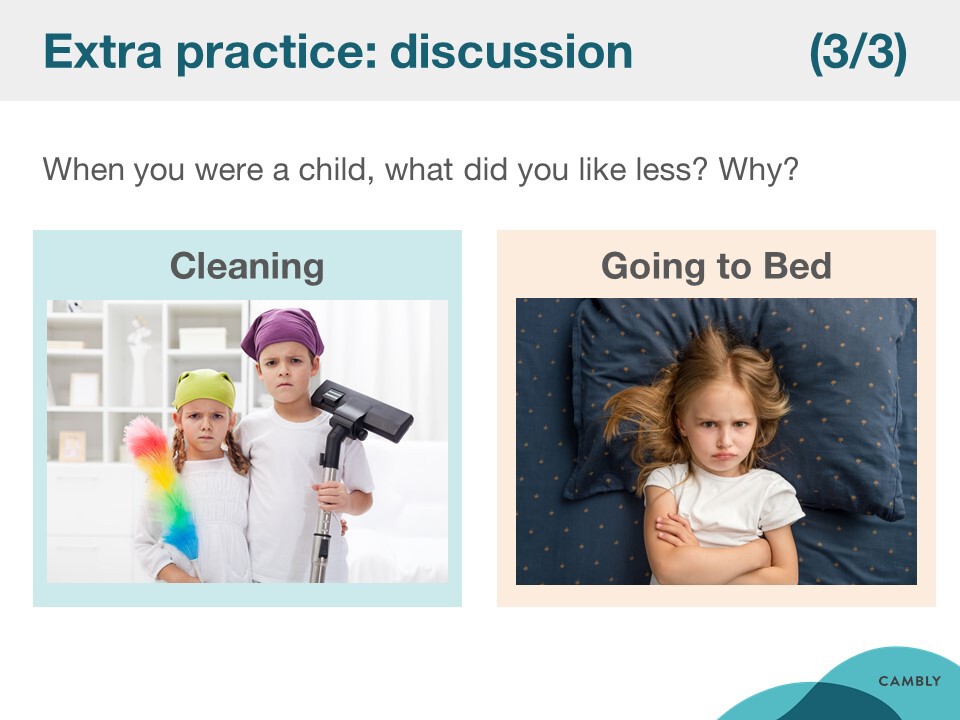 Extra practice: discussion (3/3)
When you were a child, what did you like less? Why?
Cleaning
Going to Bed
CAMBLY